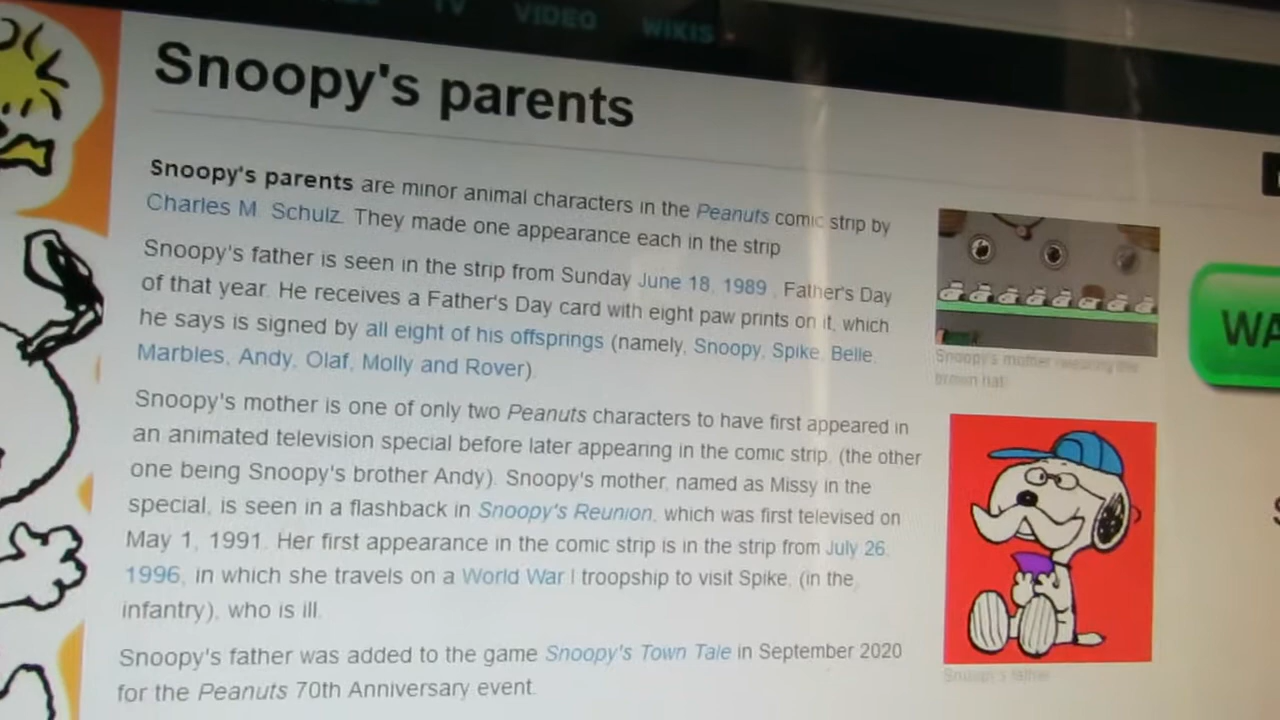 TV VIDEO WIKIS
Snoopy's parents
Snoopy's parents are minor animal characters in the Peanuts comic strip by
Charles M. Schulz. They made one appearance each in the strip
Snoopy's father is seen in the strip from Sunday June 18, 1989, Father's Day
of that year. He receives a Father's Day card with eight paw prints on it, which
he says is signed by all eight of his offsprings (namely, Snoopy, Spike, Belle,
Marbles, Andy, Olaf, Molly and Rover).
Snoopy's mother is one of only two Peanuts characters to have first appeared in
an animated television special before later appearing in the comic strip, (the other
one being Snoopy's brother Andy). Snoopy's mother, named as Missy in the
special, is seen in a flashback in Snoopy's Reunion, which was first televised on
May 1, 1991. Her first appearance in the comic strip is in the strip from July 26,
1996, in which she travels on a World War I troopship to visit Spike, (in the
infantry), who is ill.
Snoopy's father was added to the game Snoopy's Town Tale in September 2020
for the Peanuts 70th Anniversary event.
Snoopy's mother wearing the
brown hat
Snoopy's father
WA